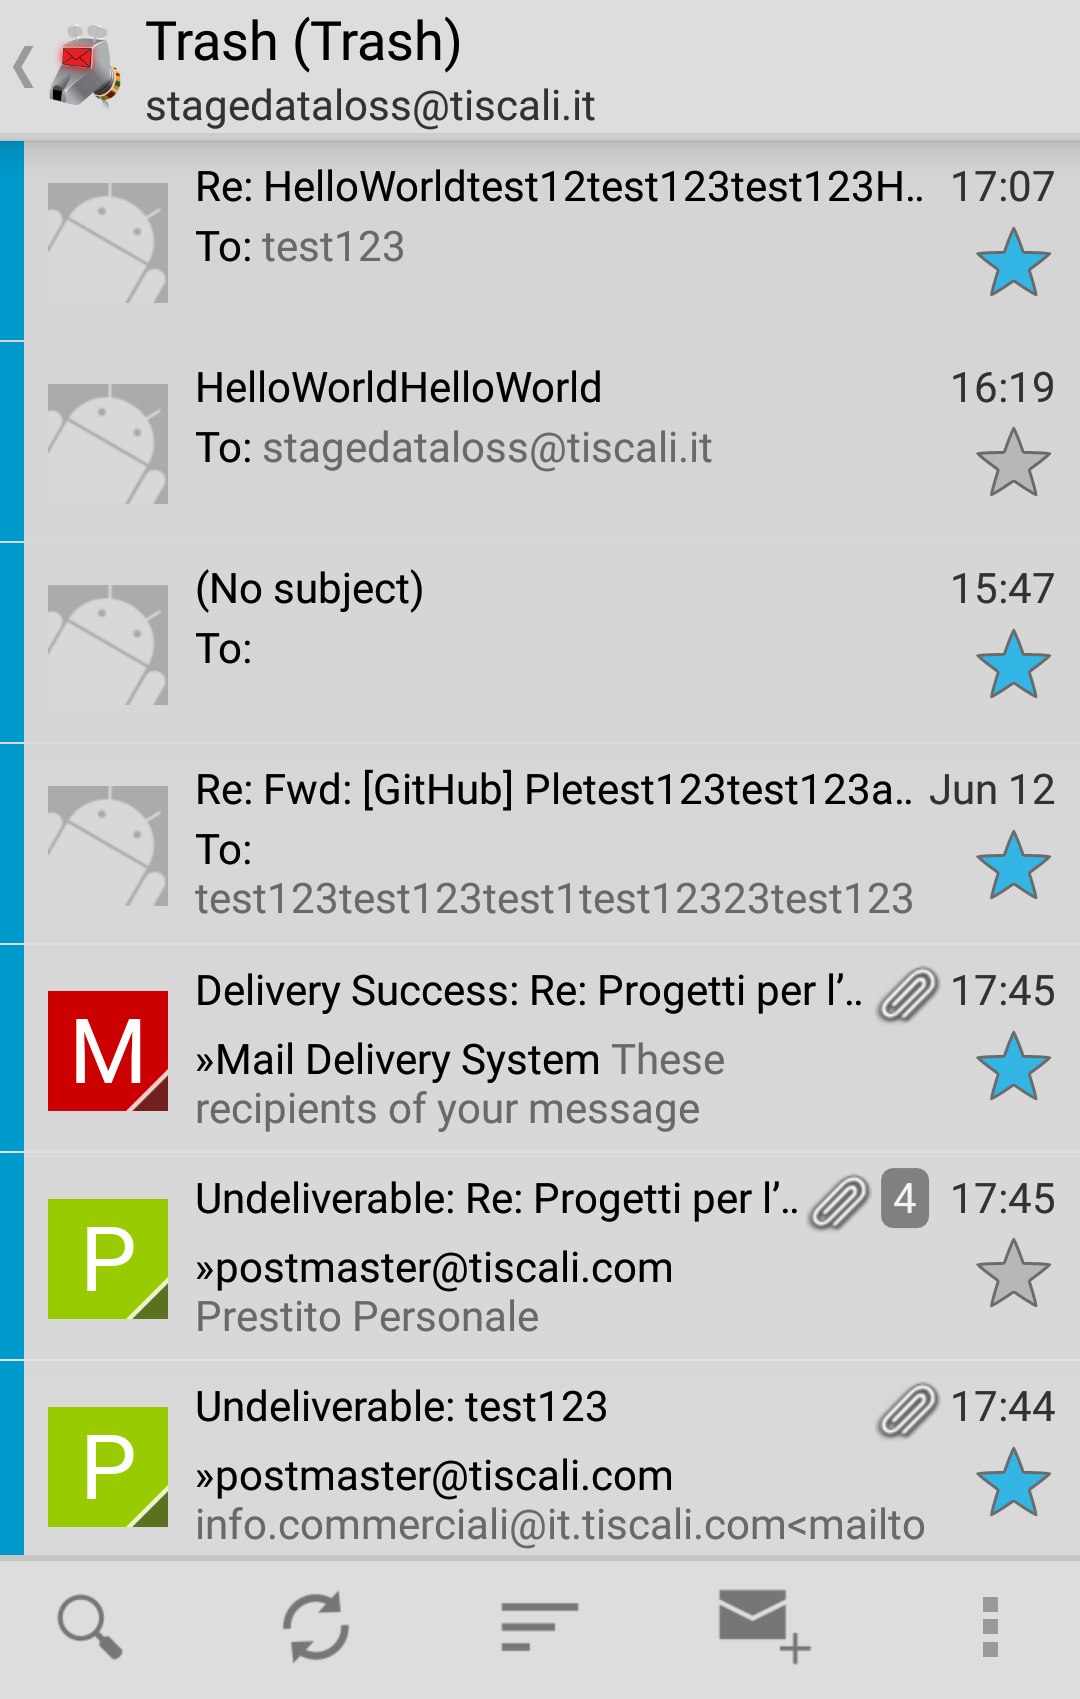 Trash (Trash)
stagedataloss@tiscali.it
Re: HelloWorldtest12test123test123H.. 17:07
To: test123
HelloWorldHelloWorld 16:19
To: stagedataloss@tiscali.it
(No subject) 15:47
To:
Re: Fwd: [GitHub] Pletest123test123a.. Jun 12
To:
test123test123test1test12323test123
M
Delivery Success: Re: Progetti per l’.. 17:45
»Mail Delivery System These
recipients of your message
P
Undeliverable: Re: Progetti per l’.. 4 17:45
»postmaster@tiscali.com
Prestito Personale
P
Undeliverable: test123 17:44
»postmaster@tiscali.com
info.commerciali@it.tiscali.com<mailto